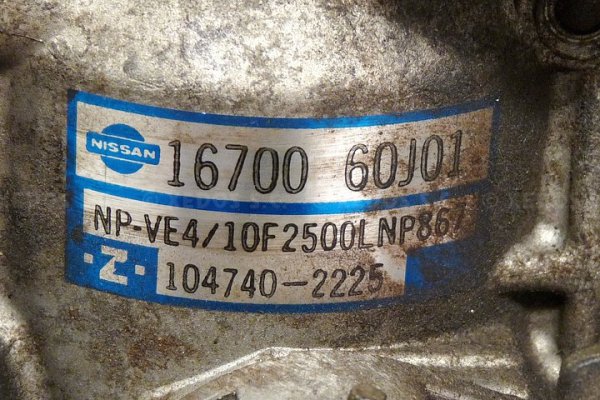 NISSAN 16700 60J01
NP-VE4/10F2500LNP867
·Z· 104740-2225